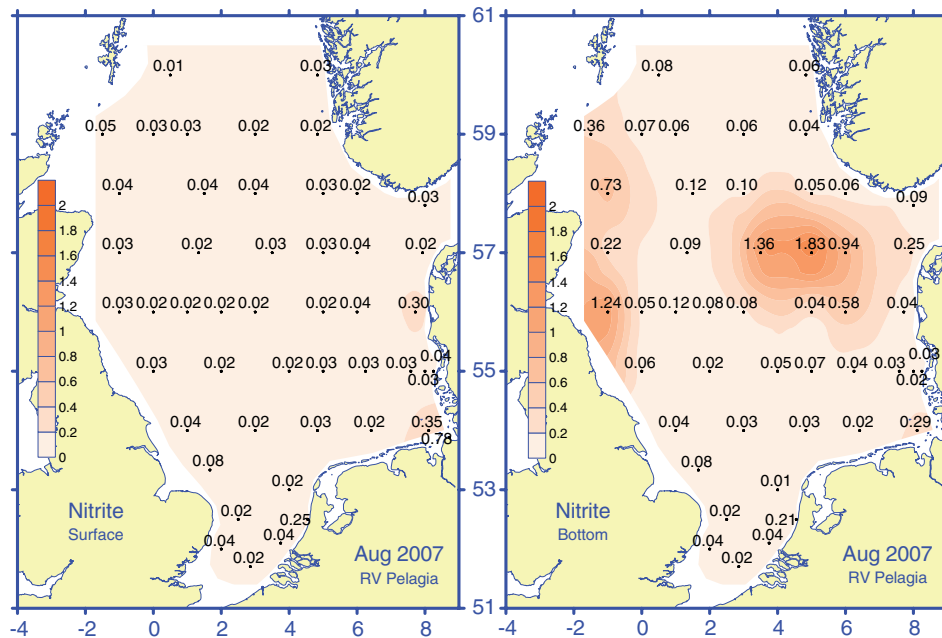 61
0.01 0.03 0.08 0.06
0.05 0.03 0.03 0.02 0.02 59 0.36 0.07 0.06 0.06 0.04
0.04 0.04 0.04 0.03 0.02 0.73 0.12 0.10 0.05 0.06
0.03 0.09
2 2
1.8 1.8
0.03 0.02 0.03 0.03 0.04 0.02 57 0.22 0.09 1.36 1.83 0.94 0.25
1.6 1.6
1.4 1.4
0.03 0.02 0.02 0.02 0.02 0.02 0.04 0.30 1.24 0.05 0.12 0.08 0.08 0.04 0.58 0.04
1.2 1.2
1 1
0.8 0.8
0.03 0.02 0.02 0.03 0.03 0.03 0.04 55 0.06 0.02 0.05 0.07 0.04 0.03 0.03
0.03 0.02
0.6 0.6
0.4 0.4
0.04 0.02 0.03 0.02 0.35 0.04 0.03 0.03 0.02 0.29
0.2 0.2
0.78
0 0
0.08 0.08
0.02 53 0.01
Nitrite 0.02 0.25 Nitrite 0.02 0.21
Surface 0.04 0.04 Bottom 0.04 0.04
0.02 Aug 2007 0.02 Aug 2007
RV Pelagia RV Pelagia
51
-4 -2 0 2 4 6 8 -4 -2 0 2 4 6 8